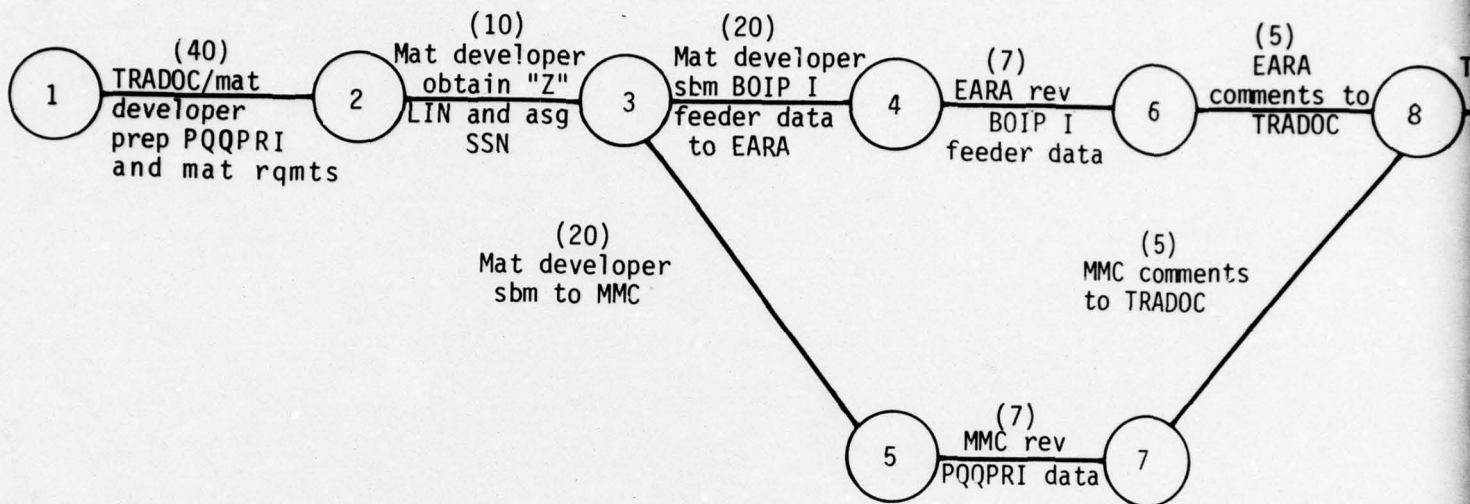 1
(40)
TRADOC/mat
developer
prep PQQPRI
and mat rqmts
2
(10)
Mat developer
obtain "Z"
LIN and asg
SSN
3
(20)
Mat developer
sbm BOIP I
feeder data
to EARA
4
(7)
EARA rev
BOIP I
feeder data
6
(5)
EARA
comments to
TRADOC
8
T
(20)
Mat developer
sbm to MMC
(5)
MMC comments
to TRADOC
5
(7)
MMC rev
PQQPRI data
7